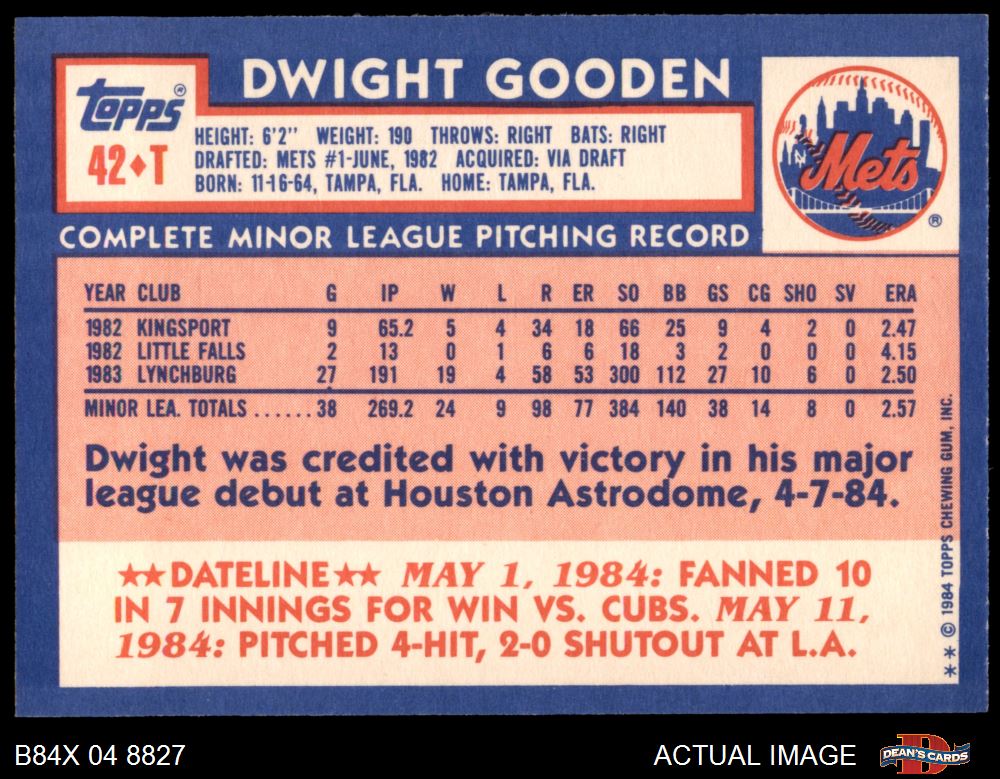 DWIGHT GOODEN
Topps®
42♦T
HEIGHT: 6'2" WEIGHT: 190 THROWS: RIGHT BATS: RIGHT
DRAFTED: METS #1-JUNE, 1982 ACQUIRED: VIA DRAFT
BORN: 11-16-64, TAMPA, FLA. HOME: TAMPA, FLA.
NY Mets ®
COMPLETE MINOR LEAGUE PITCHING RECORD
YEAR CLUB G IP W L R ER SO BB GS CG SHO SV ERA
1982 KINGSPORT 9 65.2 5 4 34 18 66 25 9 4 2 0 2.47
1982 LITTLE FALLS 2 13 0 1 6 6 18 3 2 0 0 0 4.15
1983 LYNCHBURG 27 191 19 4 58 53 300 112 27 10 6 0 2.50
MINOR LEA. TOTALS ...... 38 269.2 24 9 98 77 384 140 38 14 8 0 2.57
Dwight was credited with victory in his major
league debut at Houston Astrodome, 4-7-84.
★★DATELINE★★ MAY 1, 1984: FANNED 10
IN 7 INNINGS FOR WIN VS. CUBS. MAY 11,
1984: PITCHED 4-HIT, 2-0 SHUTOUT AT L.A.
** © 1984 TOPPS CHEWING GUM, INC.
B84X 04 8827
ACTUAL IMAGE
DEAN'S CARDS